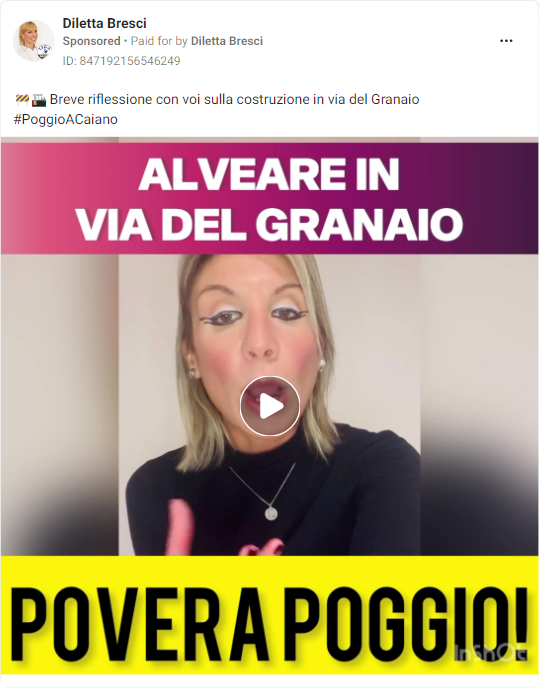 Diletta Bresci
Sponsored • Paid for by Diletta Bresci
ID: 847192156546249
🚧🏭 Breve riflessione con voi sulla costruzione in via del Granaio
#PoggioACaiano
ALVEARE IN
VIA DEL GRANAIO
POVERA POGGIO!
InShOt